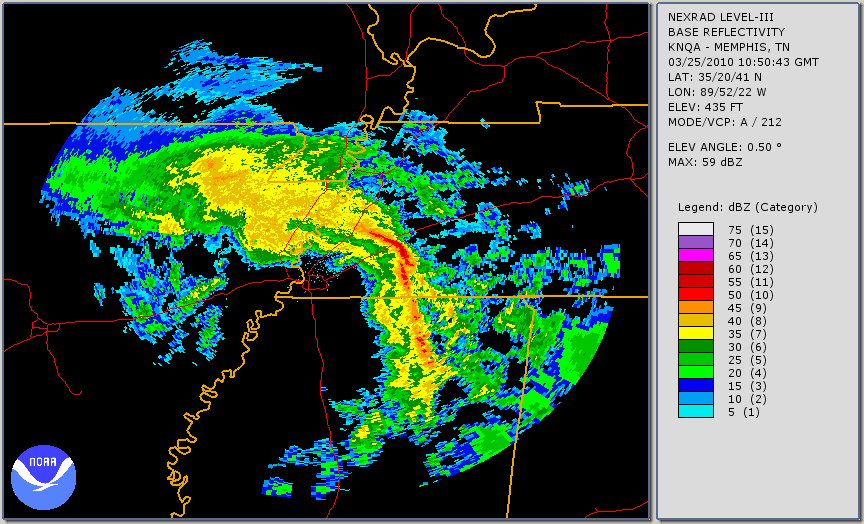 NEXRAD LEVEL-III
BASE REFLECTIVITY
KNQA - MEMPHIS, TN
03/25/2010 10:50:43 GMT
LAT: 35/20/41 N
LON: 89/52/22 W
ELEV: 435 FT
MODE/VCP: A / 212
ELEV ANGLE: 0.50 °
MAX: 59 dBZ
Legend: dBZ (Category)
75 (15)
70 (14)
65 (13)
60 (12)
55 (11)
50 (10)
45 (9)
40 (8)
35 (7)
30 (6)
25 (5)
20 (4)
15 (3)
10 (2)
5 (1)
NOAA